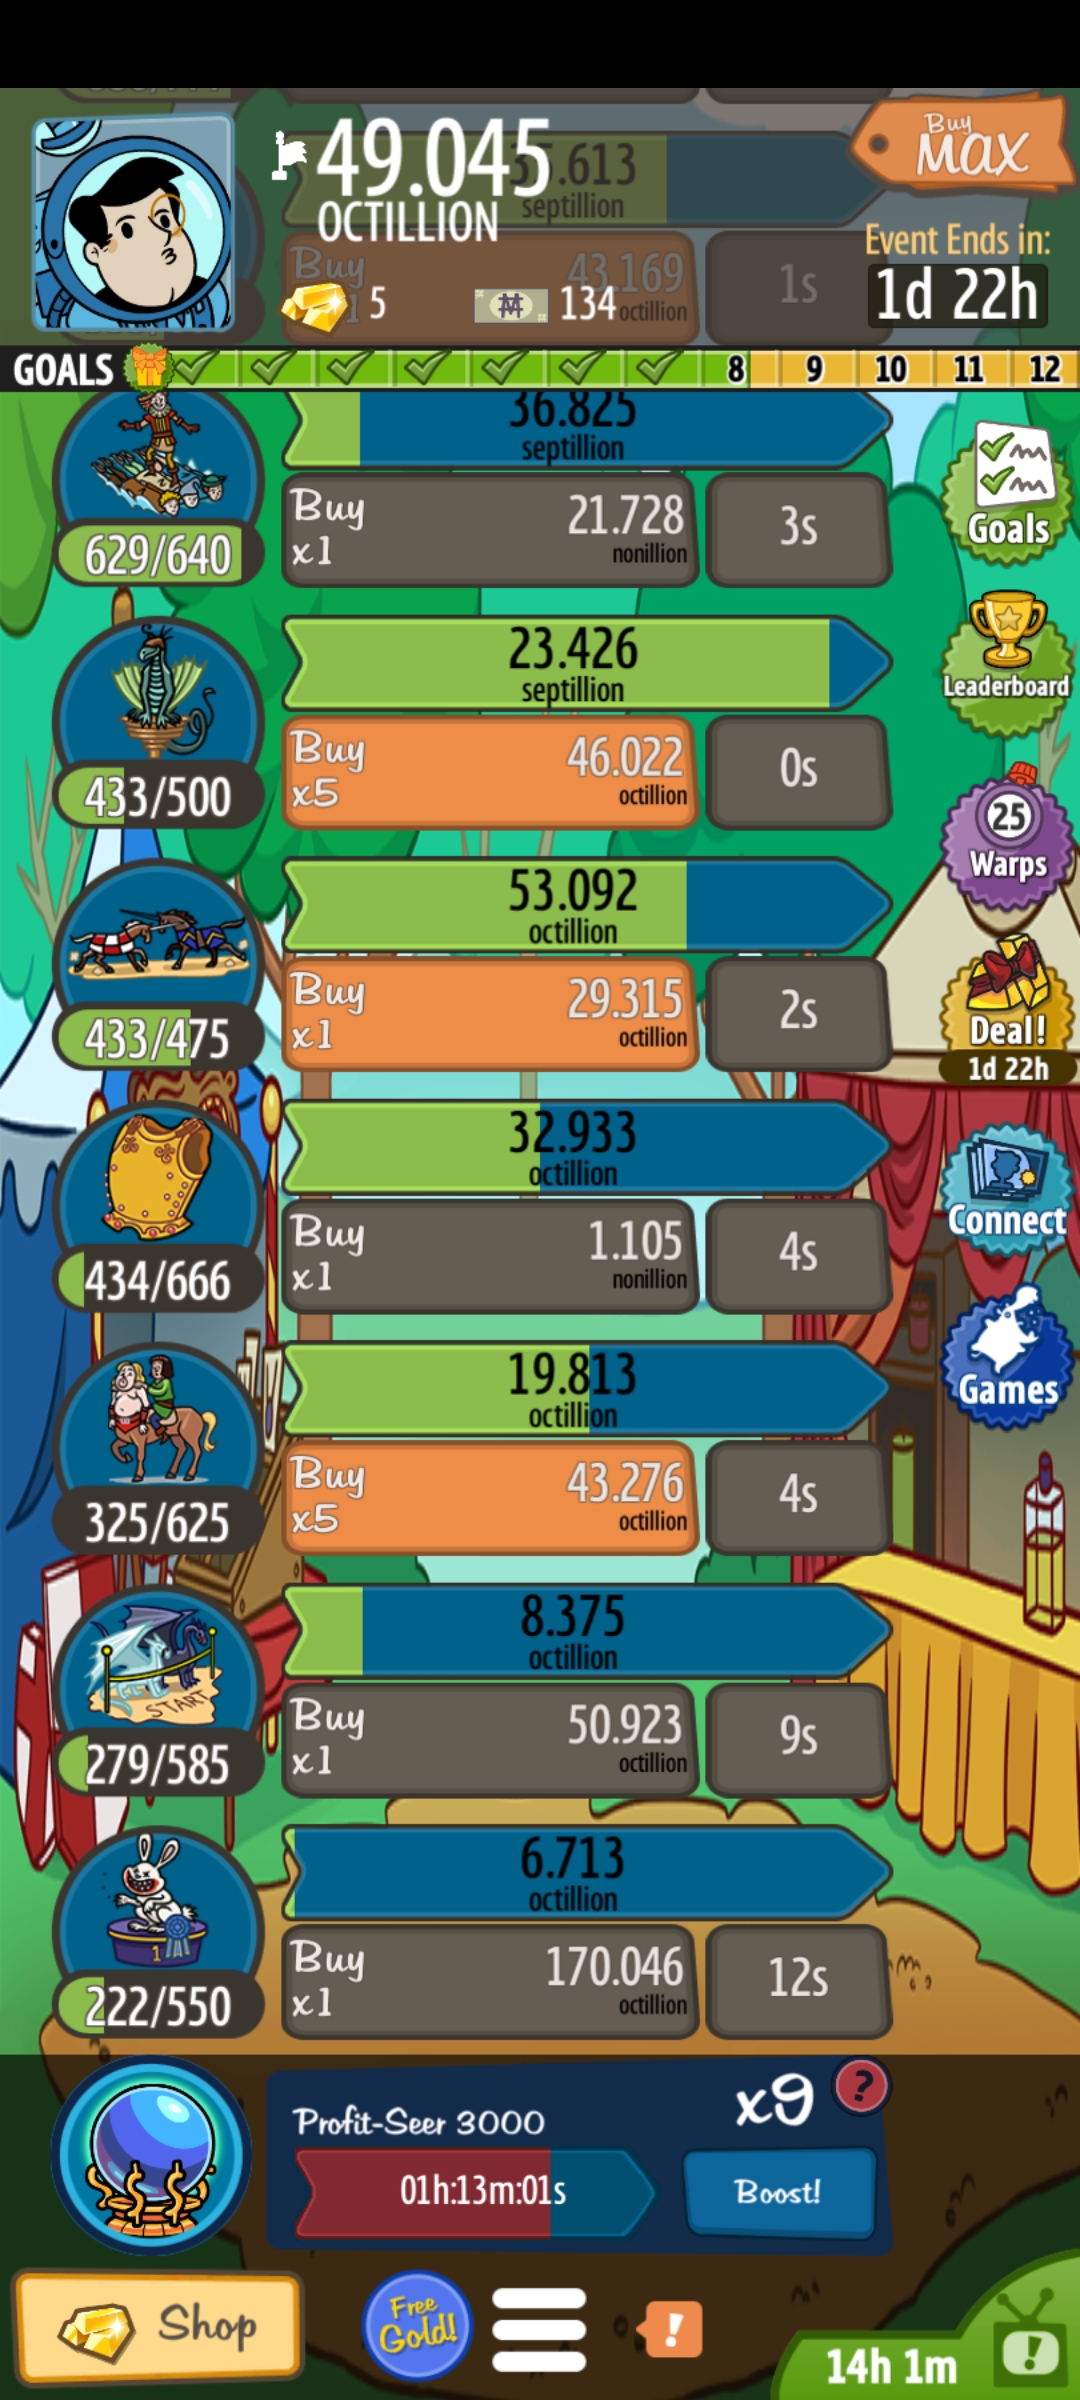 49.045
OCTILLION
Buy
MAX
.613
septillion
Event Ends in:
1d 22h
Buy
43.169
octillion
1s
5
134
GOALS
8
9
10
11
12
36.825
septillion
Buy
x1
21.728
nonillion
3s
629/640
Goals
23.426
septillion
Buy
x5
46.022
octillion
0s
433/500
Leaderboard
25
Warps
53.092
octillion
Buy
x1
29.315
octillion
2s
433/475
Deal!
1d 22h
32.933
octillion
Buy
x1
1.105
nonillion
4s
434/666
Connect
19.813
octillion
Buy
x5
43.276
octillion
4s
325/625
Games
8.375
octillion
START
Buy
x1
50.923
octillion
9s
279/585
6.713
octillion
1
Buy
x1
170.046
octillion
12s
222/550
Profit-Seer 3000
x9
?
01h:13m:01s
Boost!
Shop
Free
Gold!
!
14h 1m
!